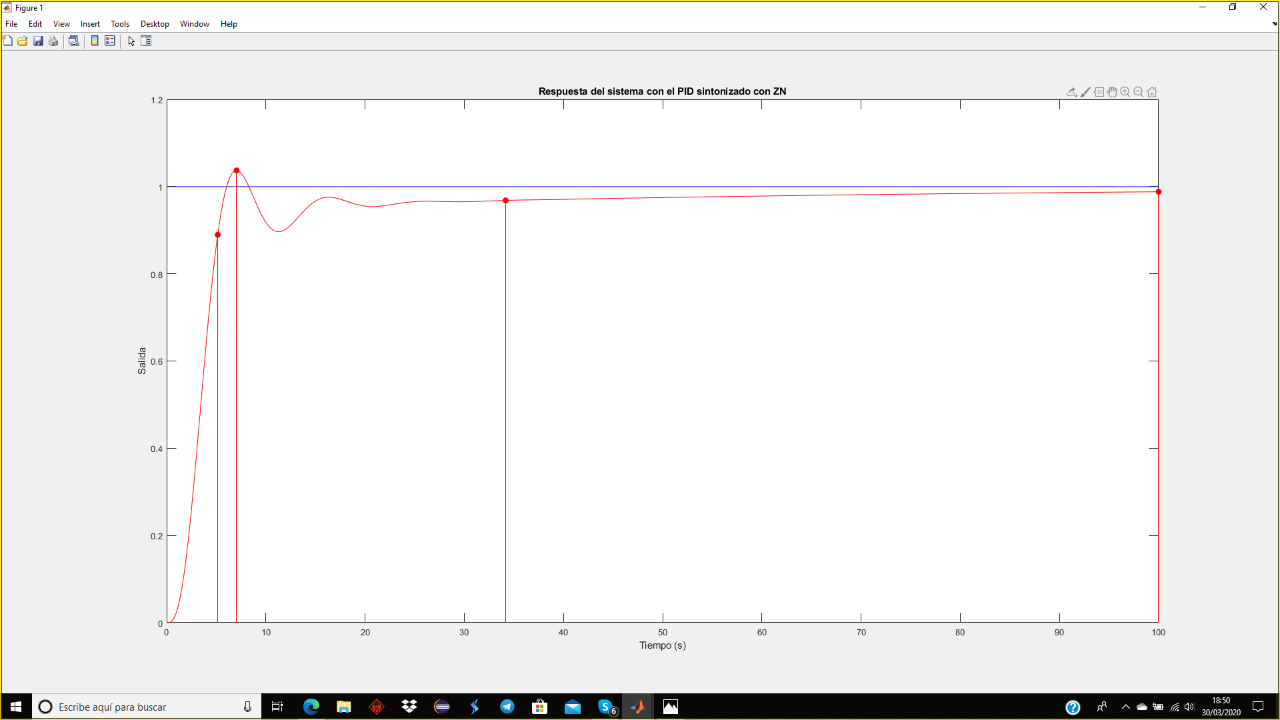 Figure 1
File Edit View Insert Tools Desktop Window Help
Respuesta del sistema con el PID sintonizado con ZN
1.2
1
0.8
0.6
0.4
0.2
0
Salida
0 10 20 30 40 50 60 70 80 90 100
Tiempo (s)
Escribe aquí para buscar
6
18:50
30/03/2020